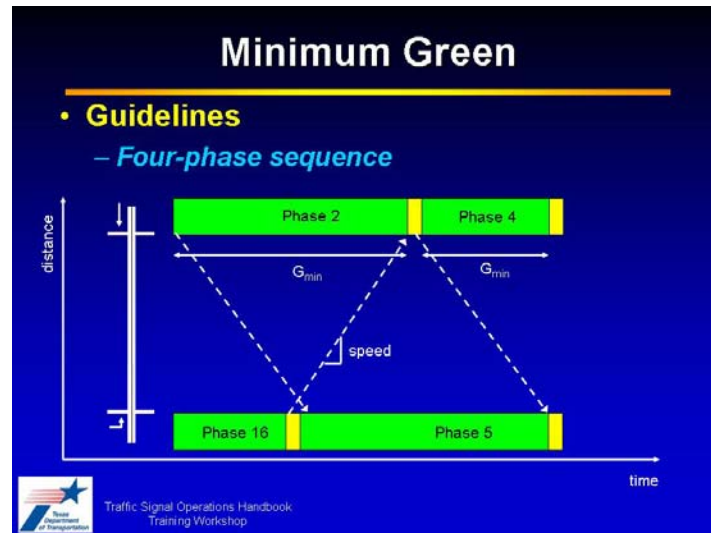 Minimum Green
• Guidelines
– Four-phase sequence
distance
Phase 2
Phase 4
Gmin
Gmin
speed
Phase 16
Phase 5
time
Texas
Department
of Transportation
Traffic Signal Operations Handbook
Training Workshop